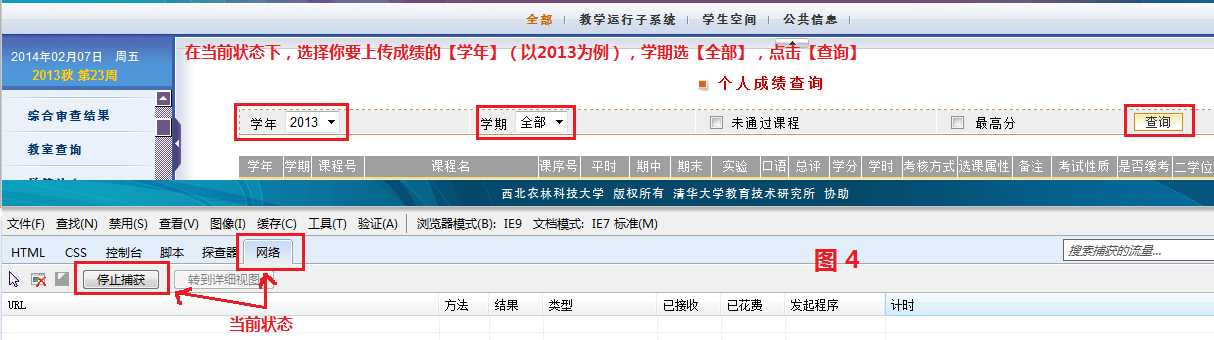 全部 教学运行子系统 学生空间 公共信息
2014年02月07日 周五
2013秋 第23周
在当前状态下，选择你要上传成绩的【学年】（以2013为例），学期选【全部】，点击【查询】
个人成绩查询
综合审查结果
学年 2013 学期 全部 未通过课程 最高分 查询
教室查询
学年 学期 课程号 课程名 课序号 平时 期中 期末 实验 口语 总评 学分 学时 考核方式 选课属性 备注 考试性质 是否缓考 二学位
西北农林科技大学 版权所有 清华大学教育技术研究所 协助
文件(F) 查找(N) 禁用(S) 查看(V) 图像(I) 缓存(C) 工具(T) 验证(A) 浏览器模式(B): IE9 文档模式: IE7 标准(M)
HTML CSS 控制台 脚本 探查器 网络 搜索捕获的流量...
图 4
停止捕获 转到详细视图
URL 方法 结果 类型 已接收 已花费 发起程序 计时
当前状态